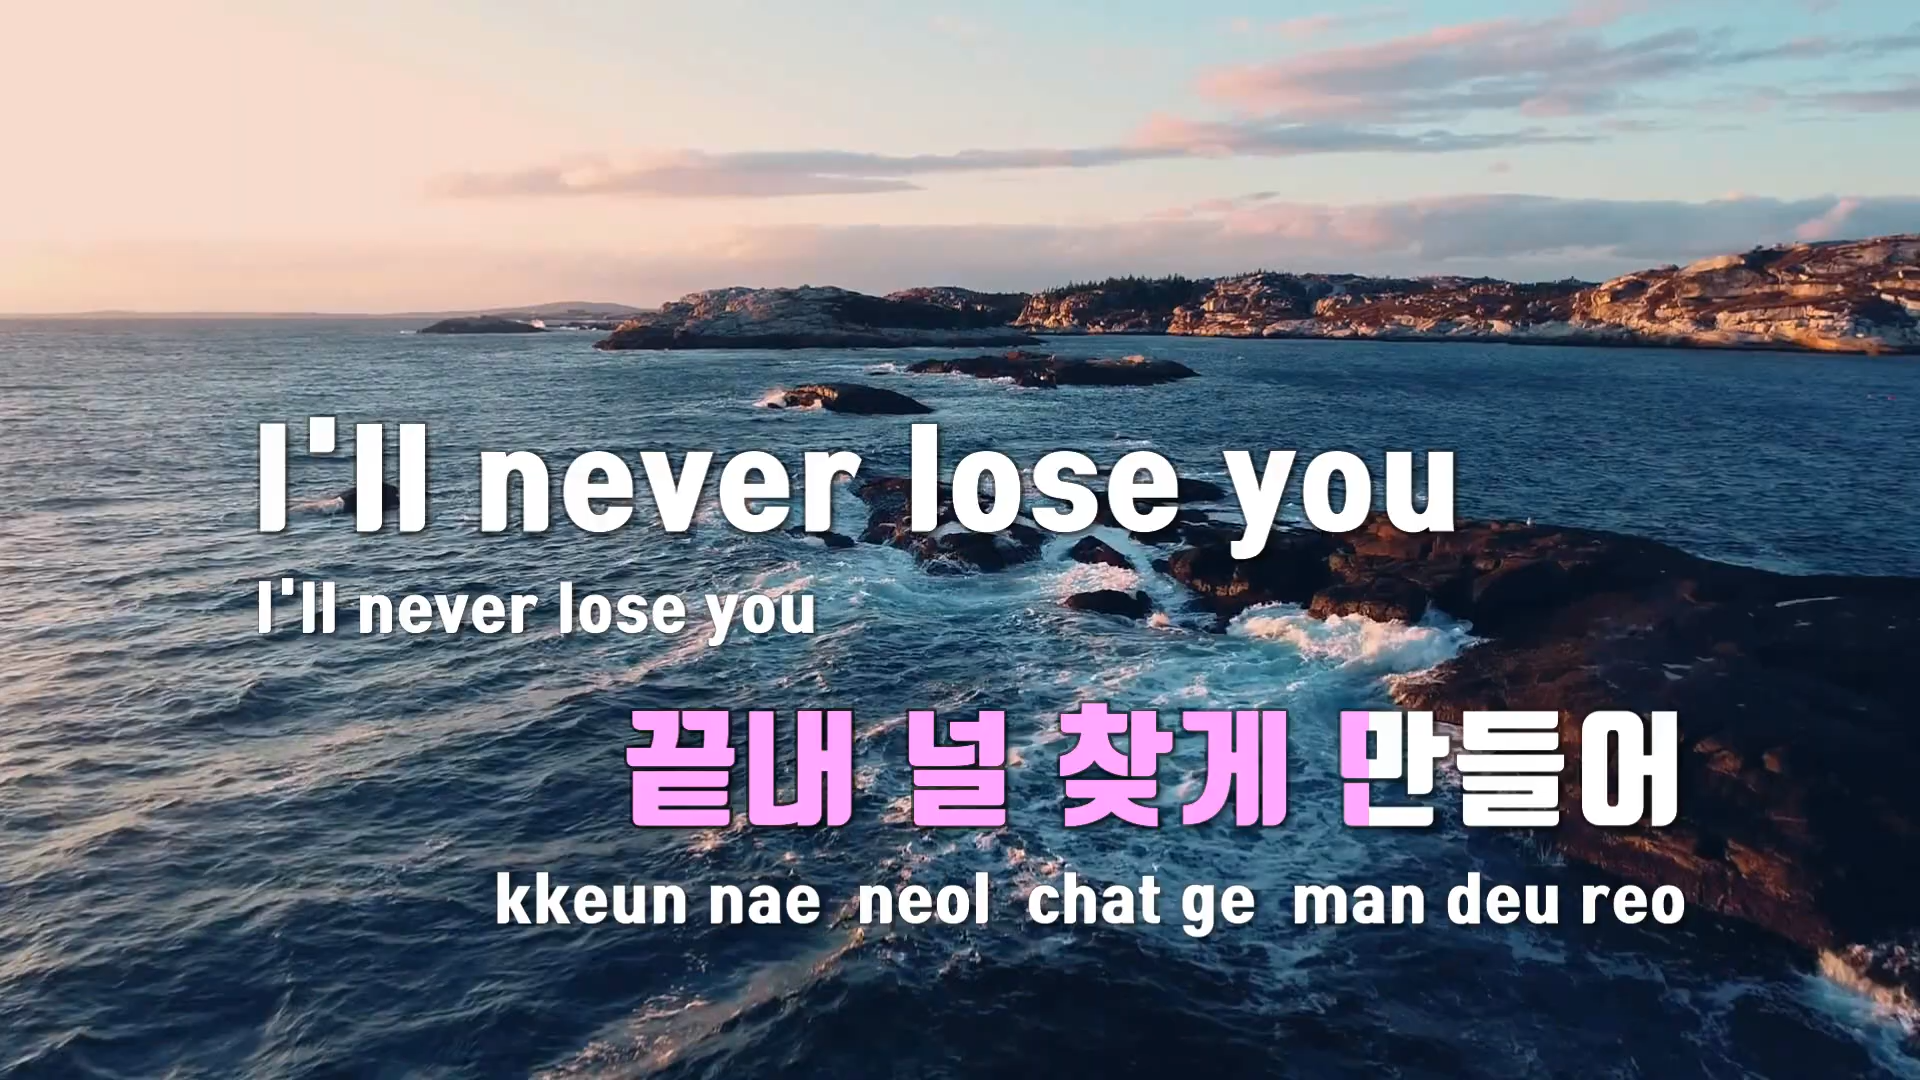 I'll never lose you
I'll never lose you
끝내 널 찾게 만들어
kkeun nae neol chat ge man deu reo